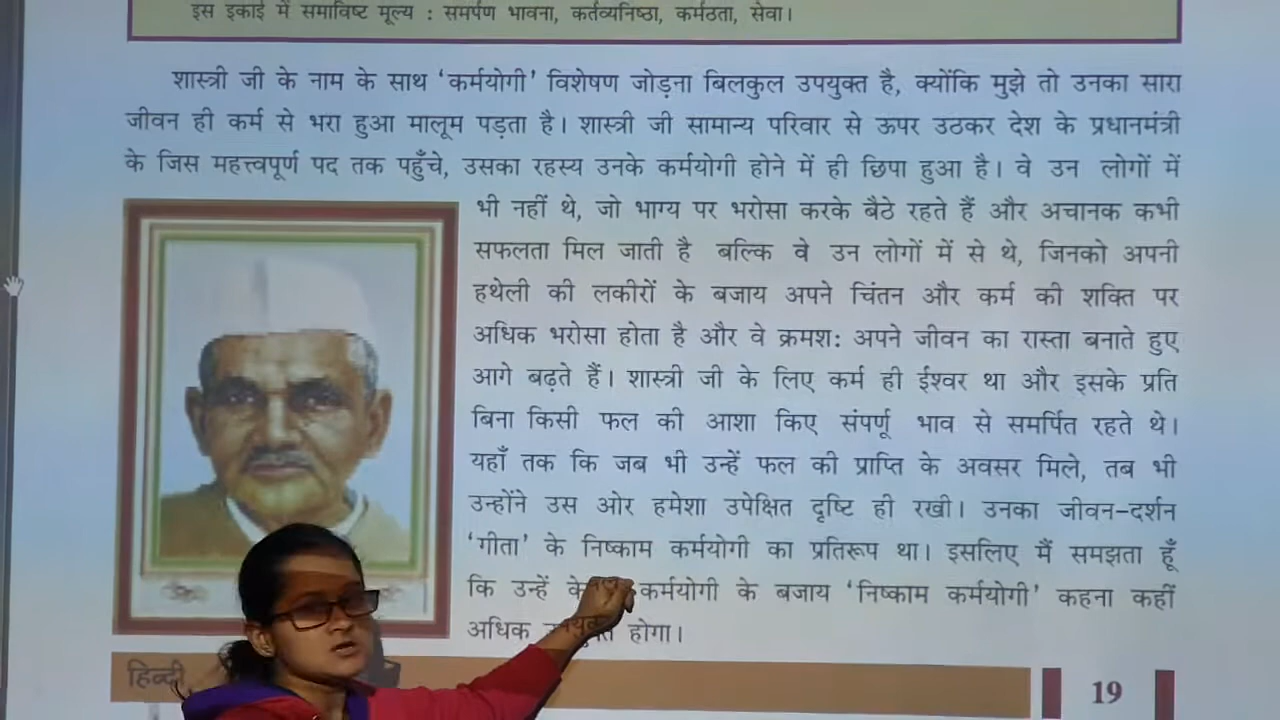 इस इकाई में समाविष्ट मूल्य : समर्पण भावना, कर्तव्यनिष्ठा, कर्मठता, सेवा।
शास्त्री जी के नाम के साथ ‘कर्मयोगी’ विशेषण जोड़ना बिलकुल उपयुक्त है, क्योंकि मुझे तो उनका सारा
जीवन ही कर्म से भरा हुआ मालूम पड़ता है। शास्त्री जी सामान्य परिवार से ऊपर उठकर देश के प्रधानमंत्री
के जिस महत्त्वपूर्ण पद तक पहुँचे, उसका रहस्य उनके कर्मयोगी होने में ही छिपा हुआ है। वे उन लोगों में
भी नहीं थे, जो भाग्य पर भरोसा करके बैठे रहते हैं और अचानक कभी
सफलता मिल जाती है बल्कि वे उन लोगों में से थे, जिनको अपनी
हथेली की लकीरों के बजाय अपने चिंतन और कर्म की शक्ति पर
अधिक भरोसा होता है और वे क्रमश: अपने जीवन का रास्ता बनाते हुए
आगे बढ़ते हैं। शास्त्री जी के लिए कर्म ही ईश्वर था और इसके प्रति
बिना किसी फल की आशा किए संपर्णू भाव से समर्पित रहते थे।
यहाँ तक कि जब भी उन्हें फल की प्राप्ति के अवसर मिले, तब भी
उन्होंने उस ओर हमेशा उपेक्षित दृष्टि ही रखी। उनका जीवन-दर्शन
‘गीता’ के निष्काम कर्मयोगी का प्रतिरूप था। इसलिए मैं समझता हूँ
कि उन्हें कर्मयोगी के बजाय ‘निष्काम कर्मयोगी’ कहना कहीं
अधिक होगा।
हिन्दी
19